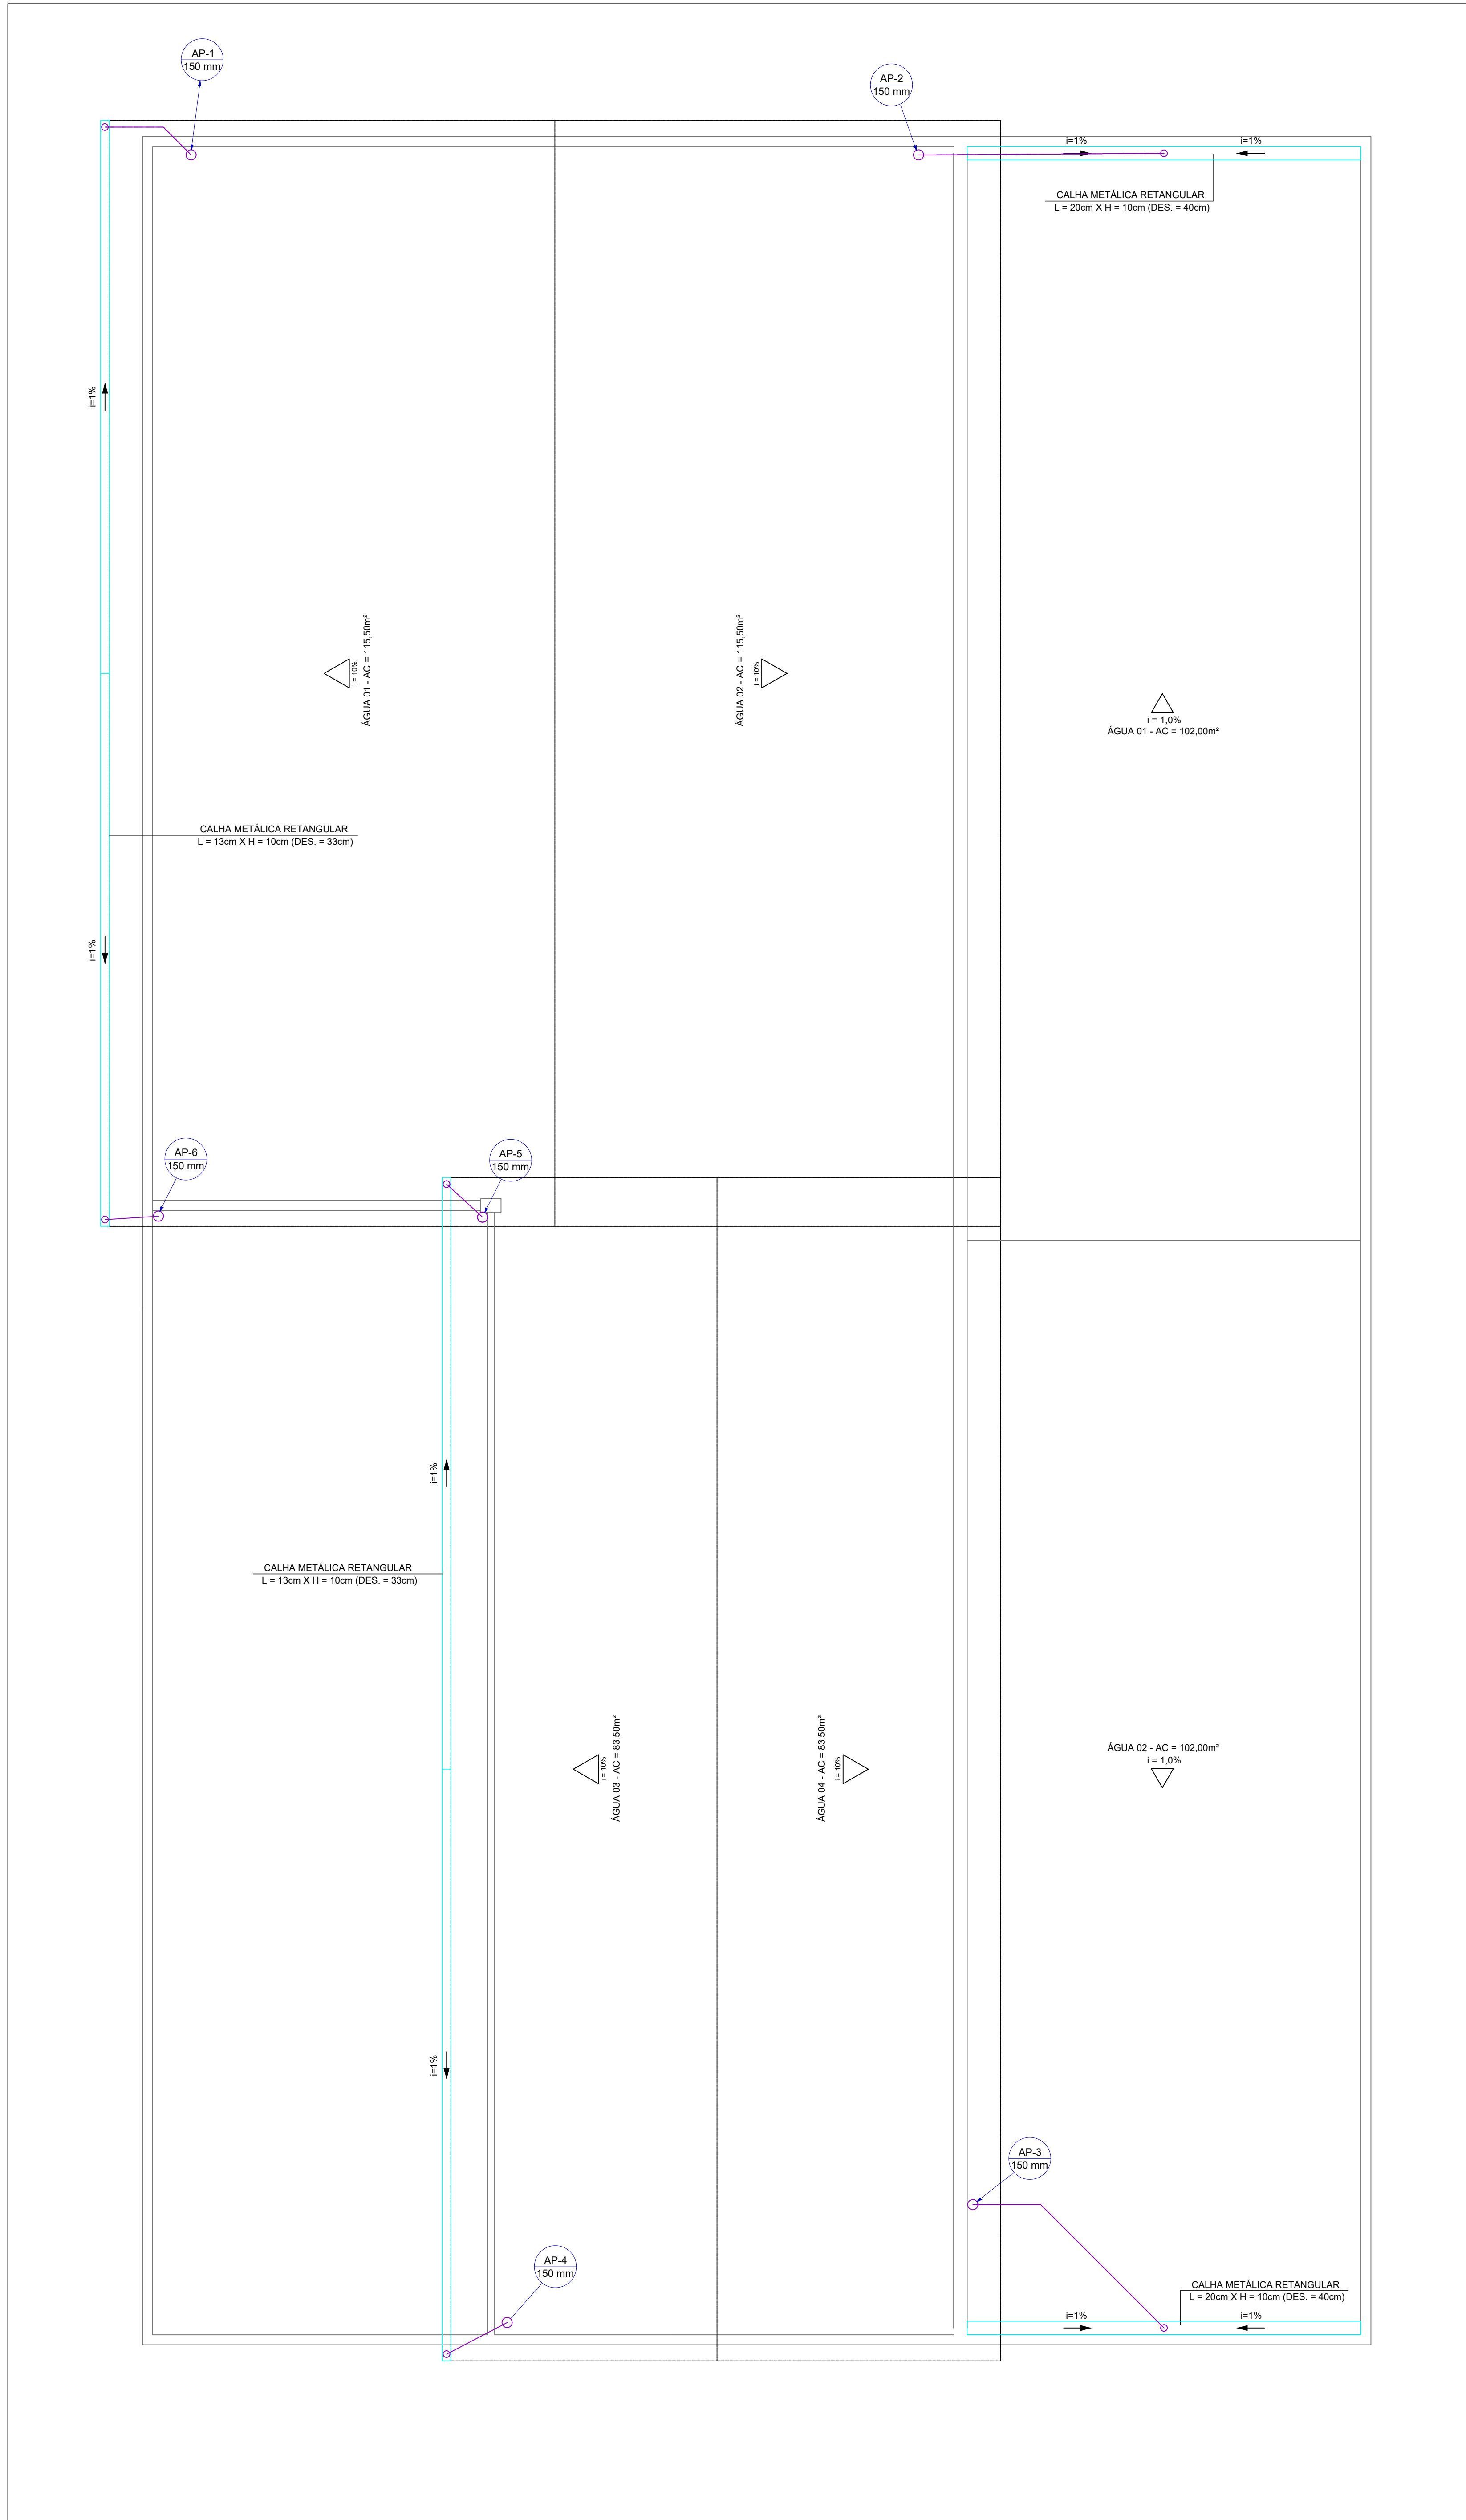 AP-1
150 mm
AP-2
150 mm
i=1%
i=1%
CALHA METÁLICA RETANGULAR
L = 20cm X H = 10cm (DES. = 40cm)
i=1%
i = 10%
ÁGUA 01 - AC = 115,50m²
ÁGUA 02 - AC = 115,50m²
i = 10%
i = 1,0%
ÁGUA 01 - AC = 102,00m²
CALHA METÁLICA RETANGULAR
L = 13cm X H = 10cm (DES. = 33cm)
i=1%
AP-6
150 mm
AP-5
150 mm
i=1%
CALHA METÁLICA RETANGULAR
L = 13cm X H = 10cm (DES. = 33cm)
i = 10%
ÁGUA 03 - AC = 83,50m²
ÁGUA 04 - AC = 83,50m²
i = 10%
ÁGUA 02 - AC = 102,00m²
i = 1,0%
i=1%
AP-3
150 mm
AP-4
150 mm
CALHA METÁLICA RETANGULAR
L = 20cm X H = 10cm (DES. = 40cm)
i=1%
i=1%